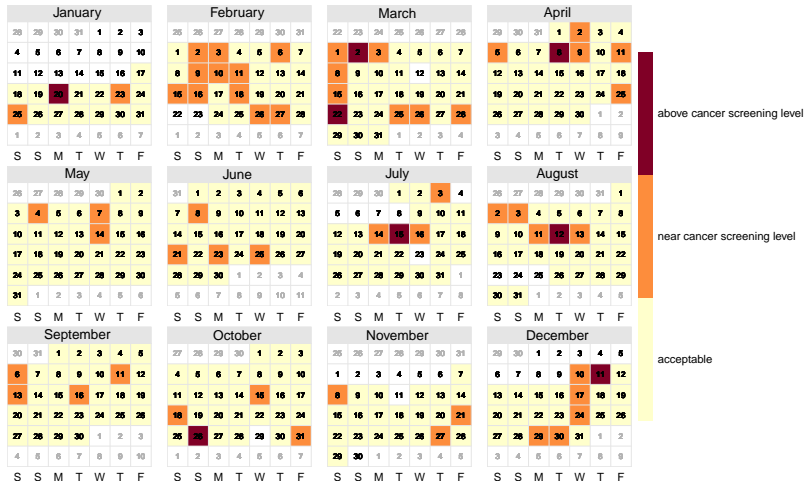 January
28 29 30 31 1 2 3
4 5 6 7 8 9 10
11 12 13 14 15 16 17
18 19 20 21 22 23 24
25 26 27 28 29 30 31
1 2 3 4 5 6 7
S S M T W T F
February
25 26 27 28 29 30 31
1 2 3 4 5 6 7
8 9 10 11 12 13 14
15 16 17 18 19 20 21
22 23 24 25 26 27 28
1 2 3 4 5 6 7
S S M T W T F
March
22 23 24 25 26 27 28
1 2 3 4 5 6 7
8 9 10 11 12 13 14
15 16 17 18 19 20 21
22 23 24 25 26 27 28
29 30 31 1 2 3 4
S S M T W T F
April
29 30 31 1 2 3 4
5 6 7 8 9 10 11
12 13 14 15 16 17 18
19 20 21 22 23 24 25
26 27 28 29 30 1 2
3 4 5 6 7 8 9
S S M T W T F
May
26 27 28 29 30 1 2
3 4 5 6 7 8 9
10 11 12 13 14 15 16
17 18 19 20 21 22 23
24 25 26 27 28 29 30
31 1 2 3 4 5 6
S S M T W T F
June
31 1 2 3 4 5 6
7 8 9 10 11 12 13
14 15 16 17 18 19 20
21 22 23 24 25 26 27
28 29 30 1 2 3 4
5 6 7 8 9 10 11
S S M T W T F
July
28 29 30 1 2 3 4
5 6 7 8 9 10 11
12 13 14 15 16 17 18
19 20 21 22 23 24 25
26 27 28 29 30 31 1
2 3 4 5 6 7 8
S S M T W T F
August
26 27 28 29 30 31 1
2 3 4 5 6 7 8
9 10 11 12 13 14 15
16 17 18 19 20 21 22
23 24 25 26 27 28 29
30 31 1 2 3 4 5
S S M T W T F
September
30 31 1 2 3 4 5
6 7 8 9 10 11 12
13 14 15 16 17 18 19
20 21 22 23 24 25 26
27 28 29 30 1 2 3
4 5 6 7 8 9 10
S S M T W T F
October
27 28 29 30 1 2 3
4 5 6 7 8 9 10
11 12 13 14 15 16 17
18 19 20 21 22 23 24
25 26 27 28 29 30 31
1 2 3 4 5 6 7
S S M T W T F
November
25 26 27 28 29 30 31
1 2 3 4 5 6 7
8 9 10 11 12 13 14
15 16 17 18 19 20 21
22 23 24 25 26 27 28
29 30 1 2 3 4 5
S S M T W T F
December
29 30 1 2 3 4 5
6 7 8 9 10 11 12
13 14 15 16 17 18 19
20 21 22 23 24 25 26
27 28 29 30 31 1 2
3 4 5 6 7 8 9
S S M T W T F
above cancer screening level
near cancer screening level
acceptable